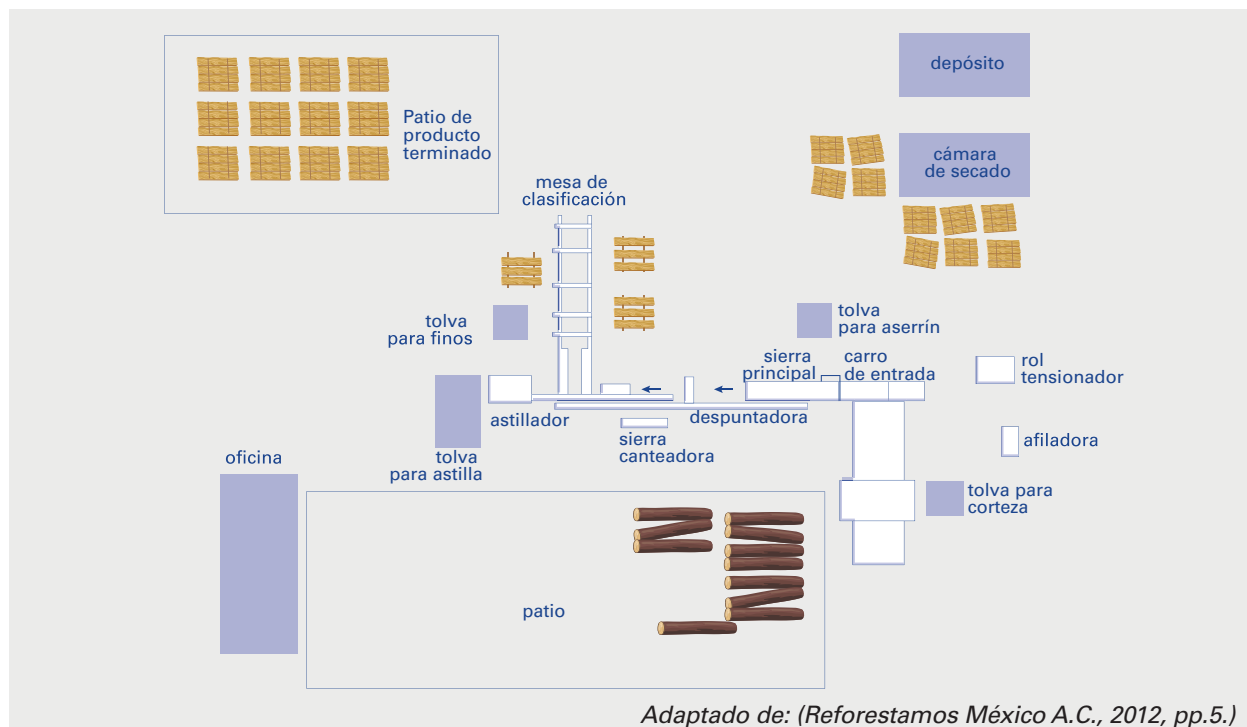 depósito
Patio de
producto
terminado
cámara
de secado
mesa de
clasificación
tolva
para finos
tolva
para aserrín
sierra
principal
carro
de entrada
rol
tensionador
astillador
despuntadora
sierra
canteadora
afiladora
oficina
tolva
para astilla
tolva para
corteza
patio
Adaptado de: (Reforestamos México A.C., 2012, pp.5.)